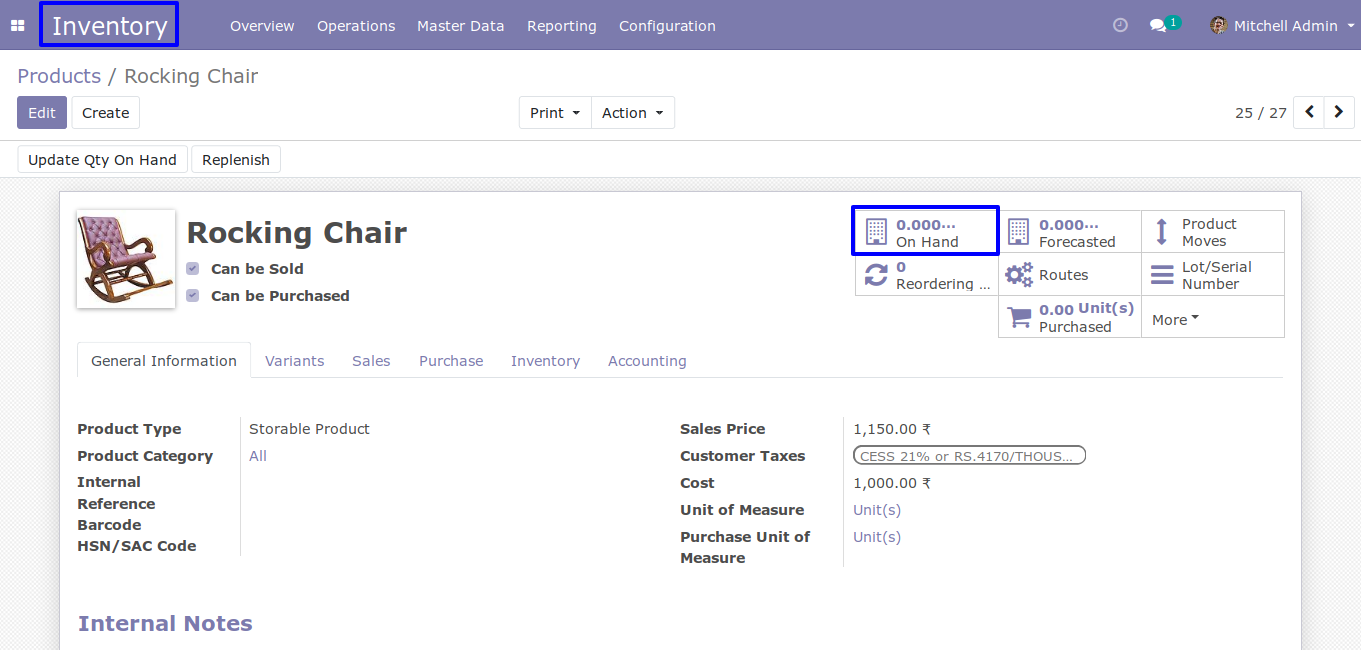 Inventory Overview Operations Master Data Reporting Configuration 1 Mitchell Admin
Products / Rocking Chair
Edit Create Print Action 25 / 27
Update Qty On Hand Replenish
Rocking Chair
Can be Sold
Can be Purchased
0.000...
On Hand
0.000...
Forecasted
Product
Moves
0
Reordering ...
Routes
Lot/Serial
Number
0.00 Unit(s)
Purchased
More
General Information Variants Sales Purchase Inventory Accounting
Product Type Storable Product
Product Category All
Internal
Reference
Barcode
HSN/SAC Code
Sales Price 1,150.00 ₹
Customer Taxes CESS 21% or RS.4170/THOUS...
Cost 1,000.00 ₹
Unit of Measure Unit(s)
Purchase Unit of Unit(s)
Measure
Internal Notes